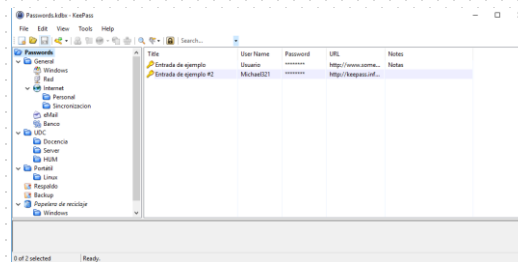 Passwords.kdbx - KeePass
File Edit View Tools Help
Search...
Passwords
General
Windows
Red
Internet
Personal
Sincronizacion
eMail
Banco
UDC
Docencia
Server
HUM
Portátil
Linux
Respaldo
Backup
Papelera de reciclaje
Windows
Title User Name Password URL Notes
Entrada de ejemplo Usuario ******** http://www.some... Notas
Entrada de ejemplo #2 Michael321 ******** http://keepass.inf...
0 of 2 selected Ready.